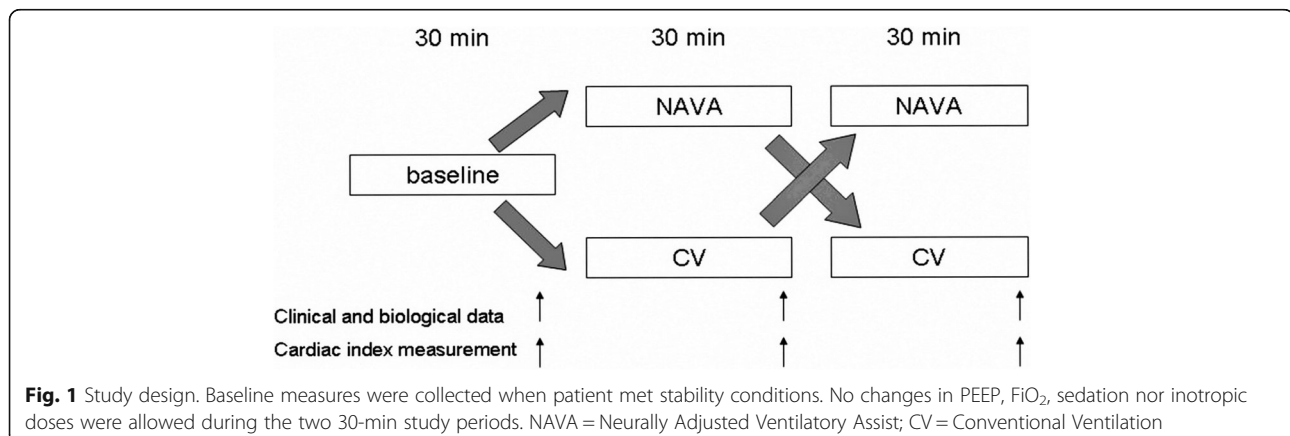 30 min 30 min 30 min
NAVA NAVA
baseline
CV CV
Clinical and biological data
Cardiac index measurement
Fig. 1 Study design. Baseline measures were collected when patient met stability conditions. No changes in PEEP, FiO₂, sedation nor inotropic
doses were allowed during the two 30-min study periods. NAVA = Neurally Adjusted Ventilatory Assist; CV = Conventional Ventilation